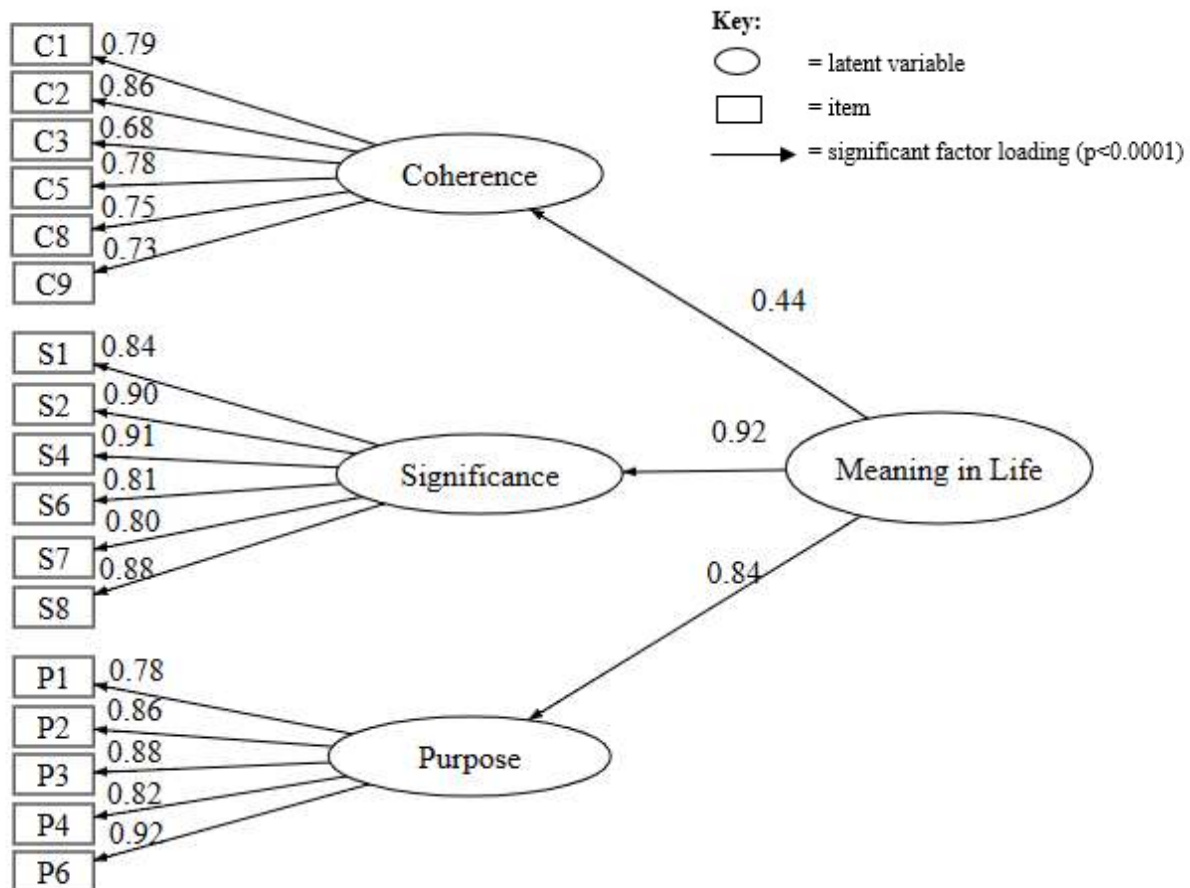 Key:
= latent variable
= item
= significant factor loading (p<0.0001)
C1 0.79
C2 0.86
C3 0.68
C5 0.78
C8 0.75
C9 0.73
Coherence
0.44
S1 0.84
S2 0.90
S4 0.91
S6 0.81
S7 0.80
S8 0.88
Significance
0.92
Meaning in Life
0.84
P1 0.78
P2 0.86
P3 0.88
P4 0.82
P6 0.92
Purpose